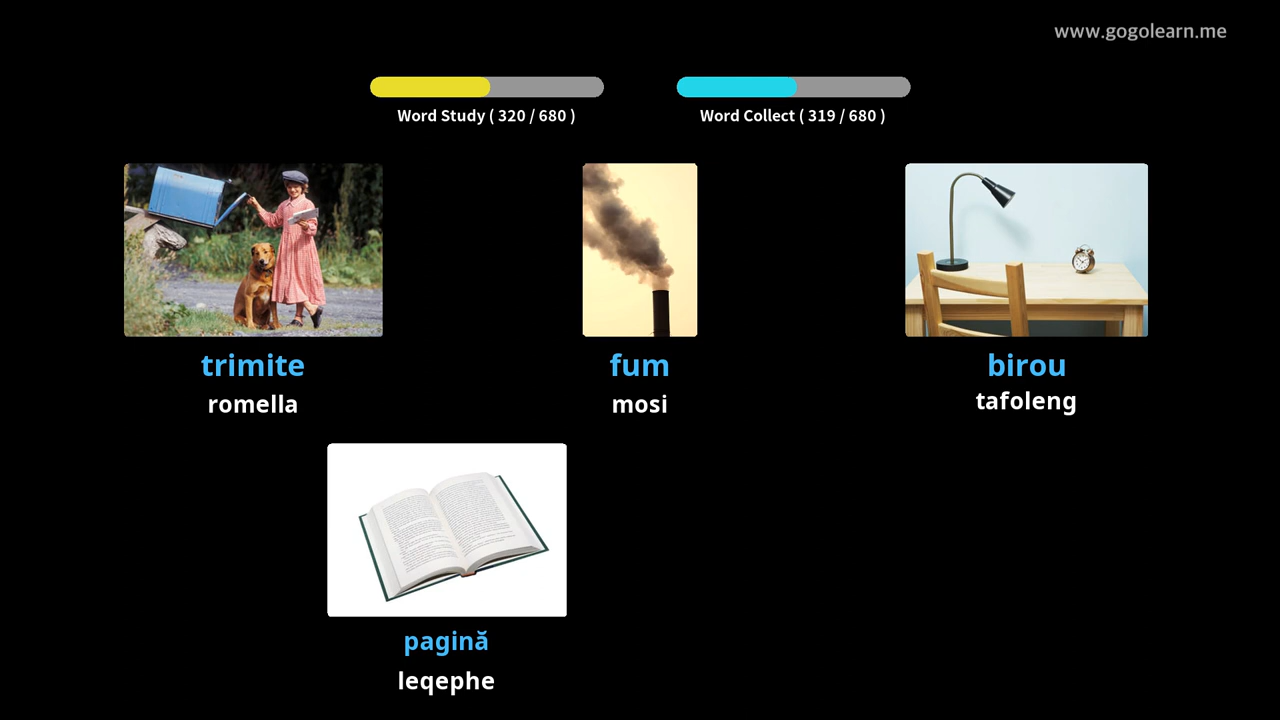 www.gogolearn.me
Word Study ( 320 / 680 )
Word Collect ( 319 / 680 )
trimite
romella
fum
mosi
birou
tafoleng
pagină
leqephe